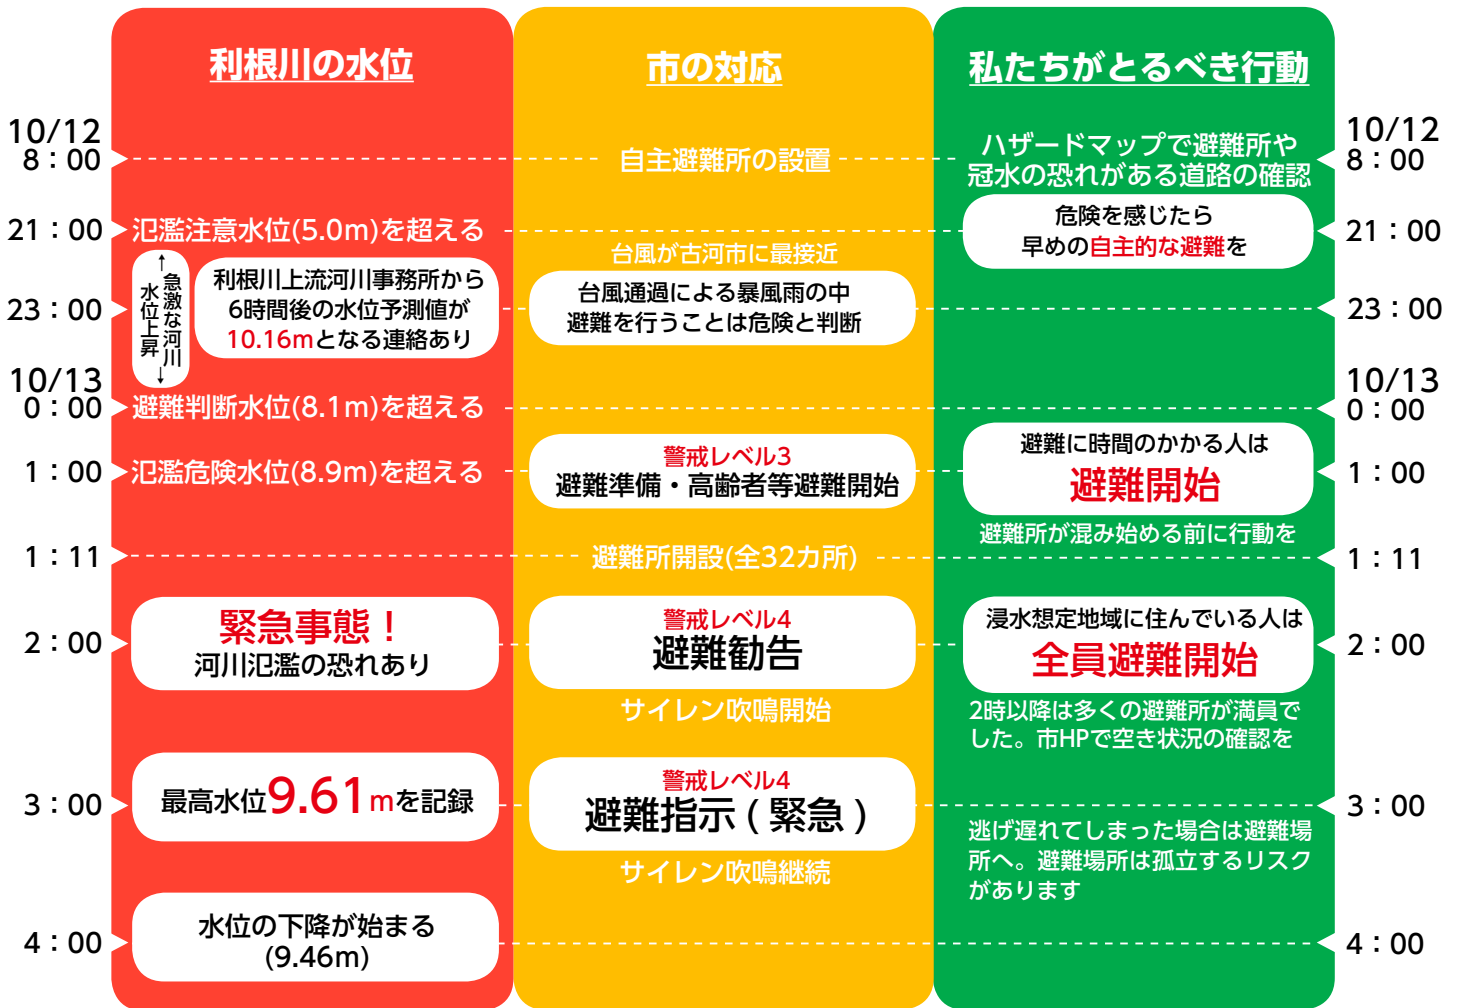 利根川の水位
市の対応
私たちがとるべき行動
10/12
8：00
自主避難所の設置
ハザードマップで避難所や
冠水の恐れがある道路の確認
10/12
8：00
21：00
氾濫注意水位(5.0m)を超える
危険を感じたら
早めの自主的な避難を
21：00
台風が古河市に最接近
←急激な河川
水位上昇→
23：00
利根川上流河川事務所から
6時間後の水位予測値が
10.16mとなる連絡あり
台風通過による暴風雨の中
避難を行うことは危険と判断
23：00
10/13
0：00
避難判断水位(8.1m)を超える
10/13
0：00
1：00
氾濫危険水位(8.9m)を超える
警戒レベル3
避難準備・高齢者等避難開始
避難に時間のかかる人は
避難開始
1：00
避難所が混み始める前に行動を
1：11
避難所開設(全32カ所)
1：11
2：00
緊急事態！
河川氾濫の恐れあり
警戒レベル4
避難勧告
サイレン吹鳴開始
浸水想定地域に住んでいる人は
全員避難開始
2：00
2時以降は多くの避難所が満員で
した。市HPで空き状況の確認を
3：00
最高水位9.61mを記録
警戒レベル4
避難指示(緊急)
サイレン吹鳴継続
3：00
逃げ遅れてしまった場合は避難場
所へ。避難場所は孤立するリスク
があります
4：00
水位の下降が始まる
(9.46m)
4：00